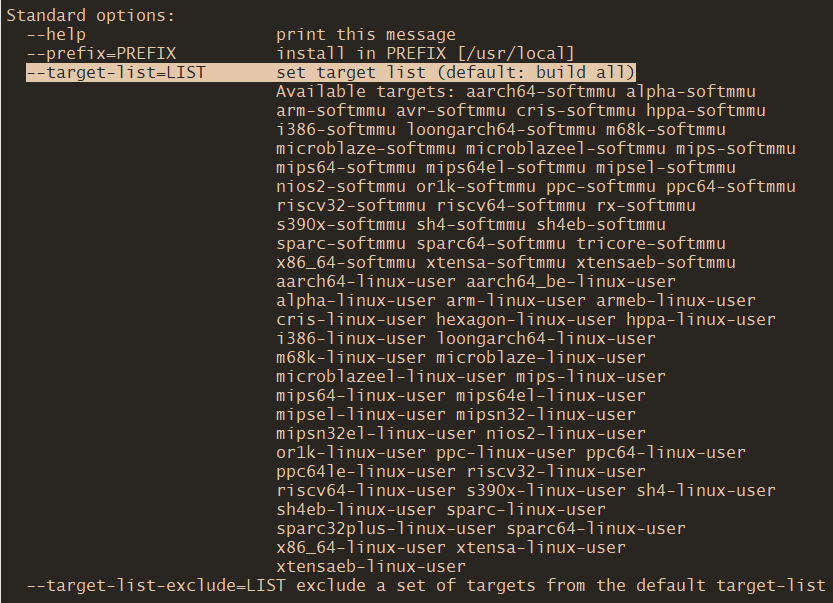 Standard options:
--help print this message
--prefix=PREFIX install in PREFIX [/usr/local]
--target-list=LIST set target list (default: build all)
Available targets: aarch64-softmmu alpha-softmmu
arm-softmmu avr-softmmu cris-softmmu hppa-softmmu
i386-softmmu loongarch64-softmmu m68k-softmmu
microblaze-softmmu microblazeel-softmmu mips-softmmu
mips64-softmmu mips64el-softmmu mipsel-softmmu
nios2-softmmu or1k-softmmu ppc-softmmu ppc64-softmmu
riscv32-softmmu riscv64-softmmu rx-softmmu
s390x-softmmu sh4-softmmu sh4eb-softmmu
sparc-softmmu sparc64-softmmu tricore-softmmu
x86_64-softmmu xtensa-softmmu xtensaeb-softmmu
aarch64-linux-user aarch64_be-linux-user
alpha-linux-user arm-linux-user armeb-linux-user
cris-linux-user hexagon-linux-user hppa-linux-user
i386-linux-user loongarch64-linux-user
m68k-linux-user microblaze-linux-user
microblazeel-linux-user mips-linux-user
mips64-linux-user mips64el-linux-user
mipsel-linux-user mipsn32-linux-user
mipsn32el-linux-user nios2-linux-user
or1k-linux-user ppc-linux-user ppc64-linux-user
ppc64le-linux-user riscv32-linux-user
riscv64-linux-user s390x-linux-user sh4-linux-user
sh4eb-linux-user sparc-linux-user
sparc32plus-linux-user sparc64-linux-user
x86_64-linux-user xtensa-linux-user
xtensaeb-linux-user
--target-list-exclude=LIST exclude a set of targets from the default target-list